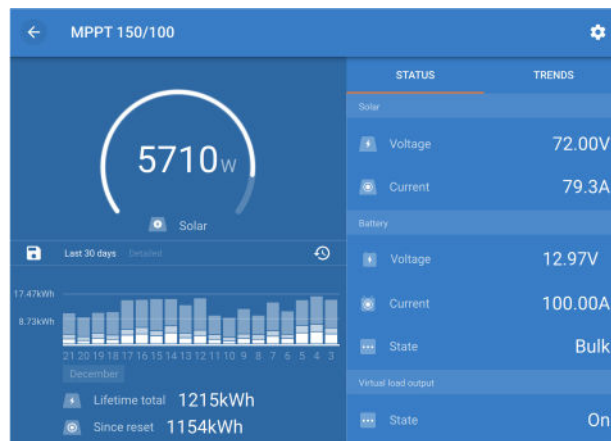 MPPT 150/100
5710W
Solar
Last 30 days Detailed
17.47kWh
8.73kWh
21 20 19 18 17 16 15 14 13 12 11 10 9 8 7 6 5 4 3
December
Lifetime total 1215kWh
Since reset 1154kWh
STATUS TRENDS
Solar
Voltage 72.00V
Current 79.3A
Battery
Voltage 12.97V
Current 100.00A
State Bulk
Virtual load output
State On